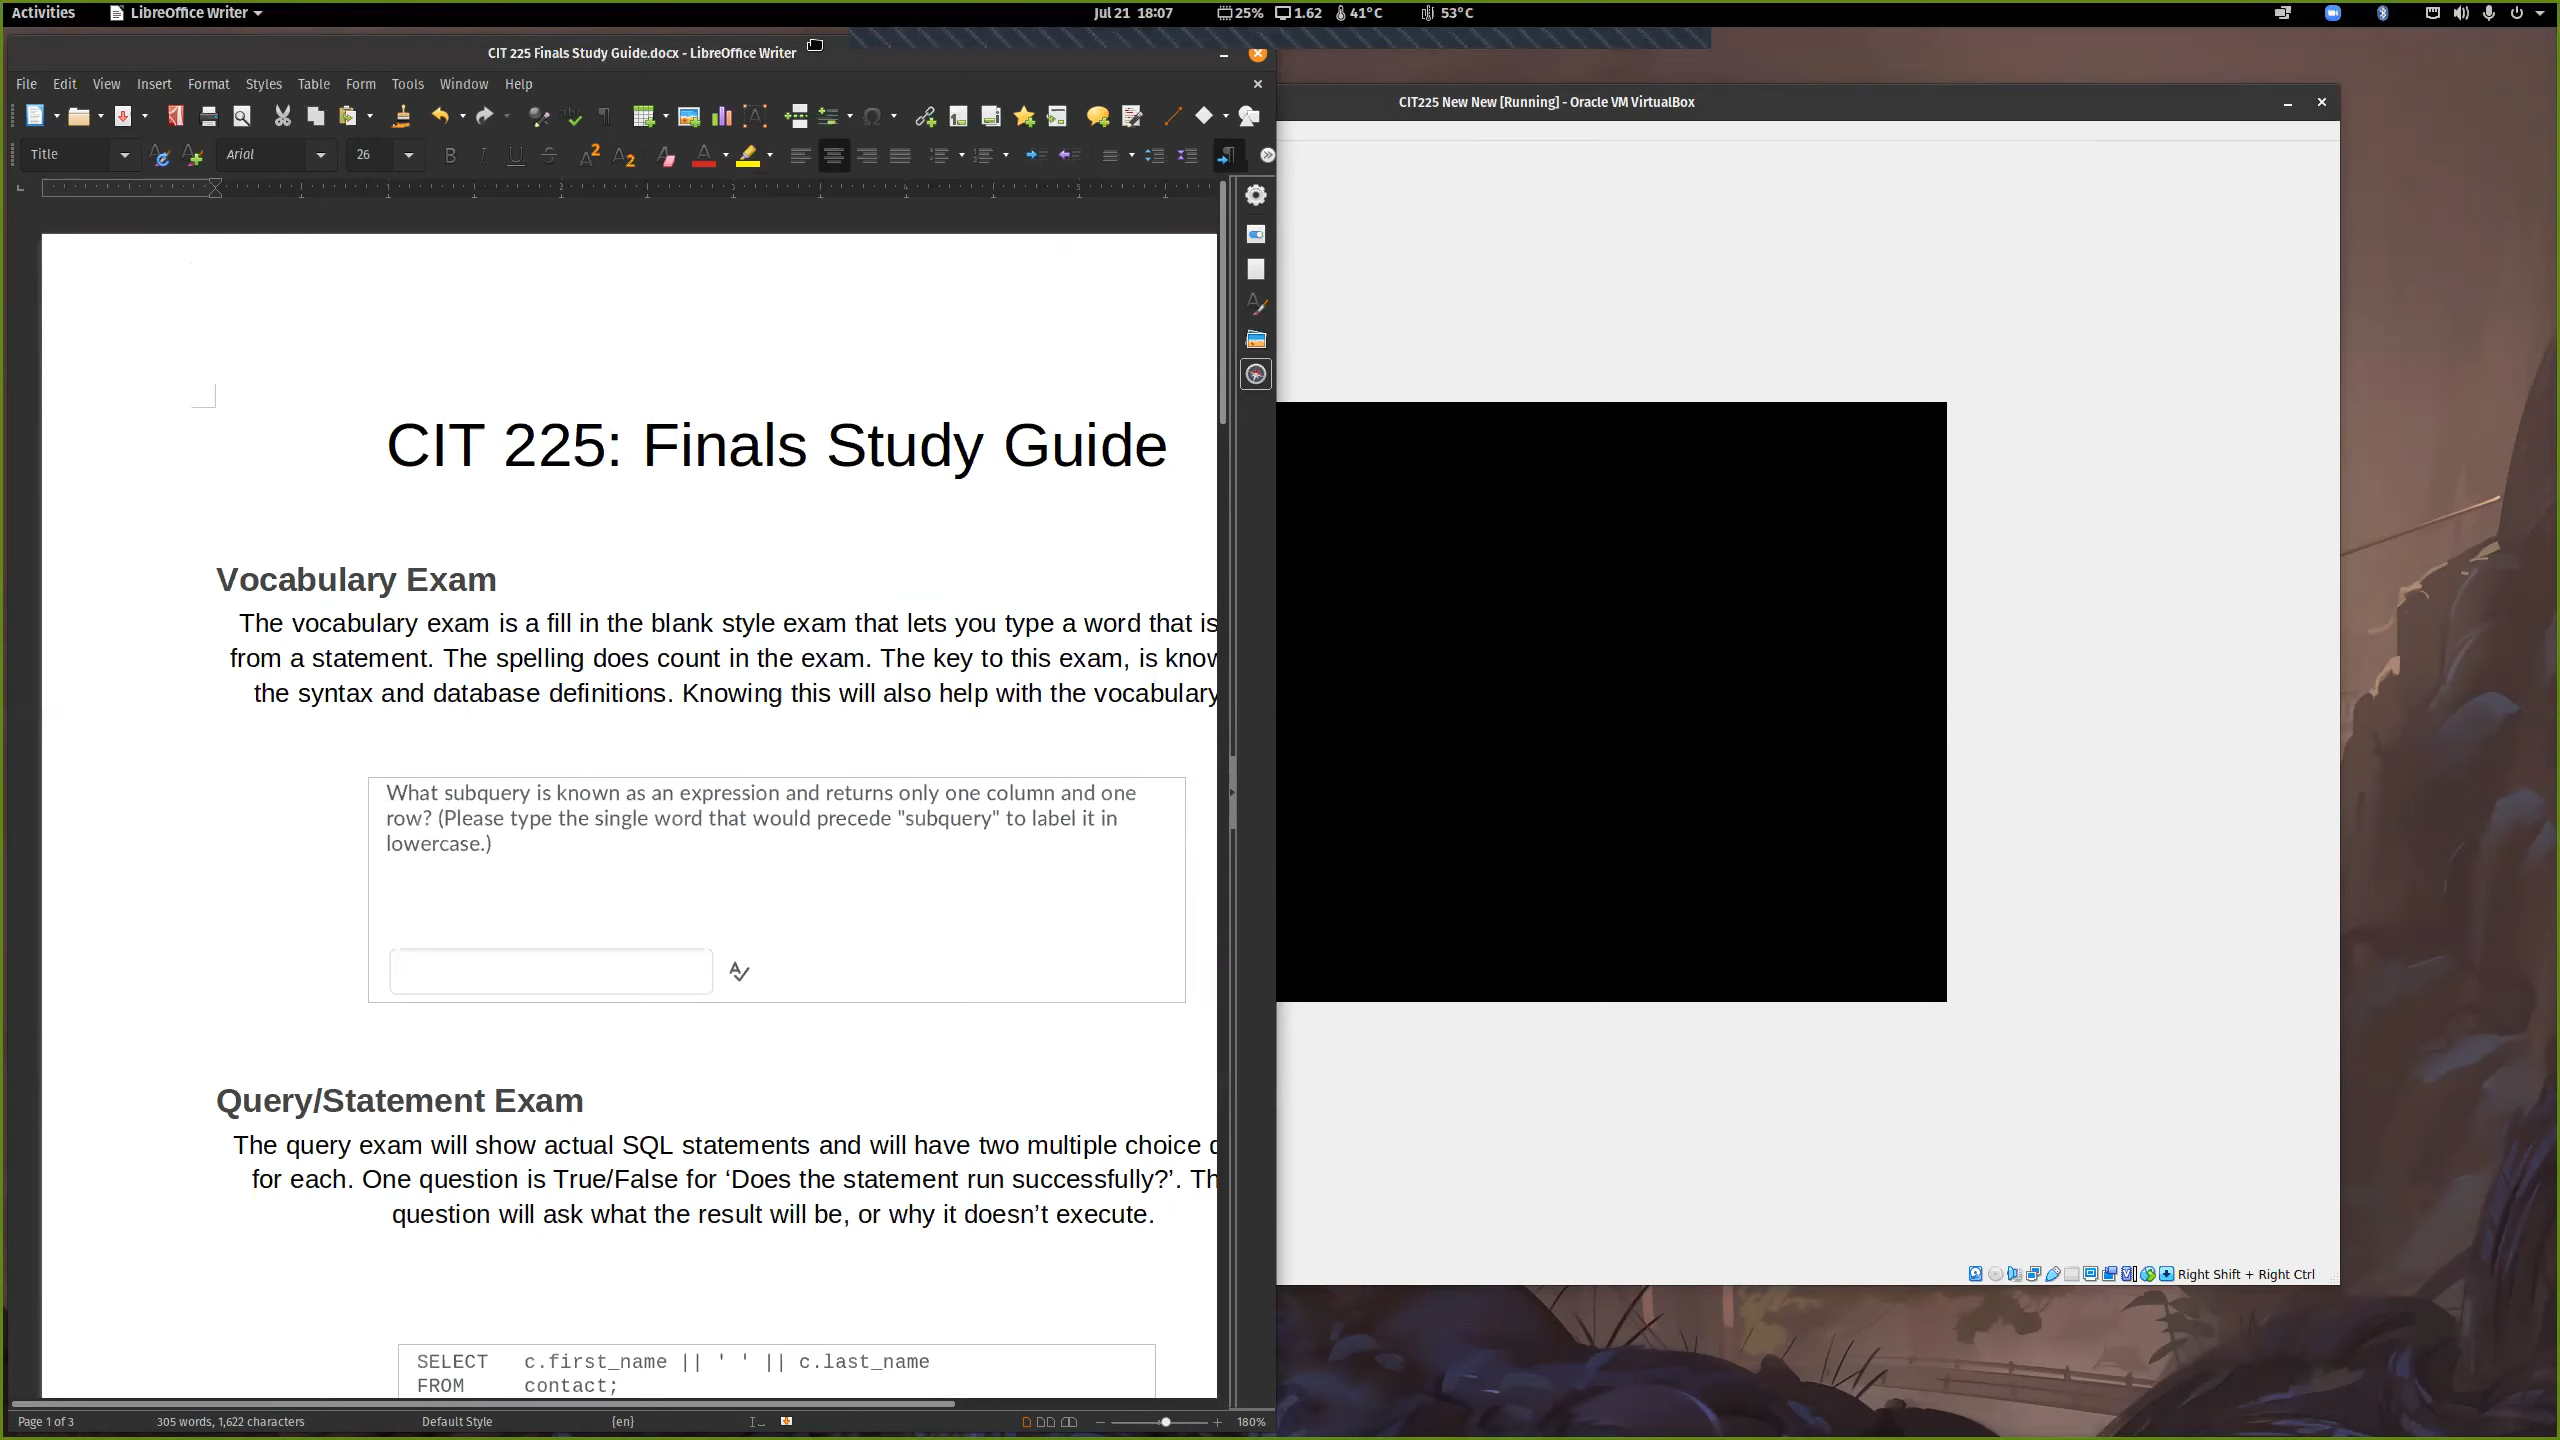 Activities LibreOffice Writer Jul 21 18:07 25% 1.62 41°C 53°C
CIT 225 Finals Study Guide.docx - LibreOffice Writer
File Edit View Insert Format Styles Table Form Tools Window Help
Title Arial 26
CIT 225: Finals Study Guide
Vocabulary Exam
The vocabulary exam is a fill in the blank style exam that lets you type a word that is
from a statement. The spelling does count in the exam. The key to this exam, is know
the syntax and database definitions. Knowing this will also help with the vocabulary
What subquery is known as an expression and returns only one column and one
row? (Please type the single word that would precede "subquery" to label it in
lowercase.)
Query/Statement Exam
The query exam will show actual SQL statements and will have two multiple choice
for each. One question is True/False for ‘Does the statement run successfully?’. Th
question will ask what the result will be, or why it doesn’t execute.
SELECT c.first_name || ' ' || c.last_name
FROM contact;
Page 1 of 3 305 words, 1,622 characters Default Style {en} 180%
CIT225 New New [Running] - Oracle VM VirtualBox
Right Shift + Right Ctrl